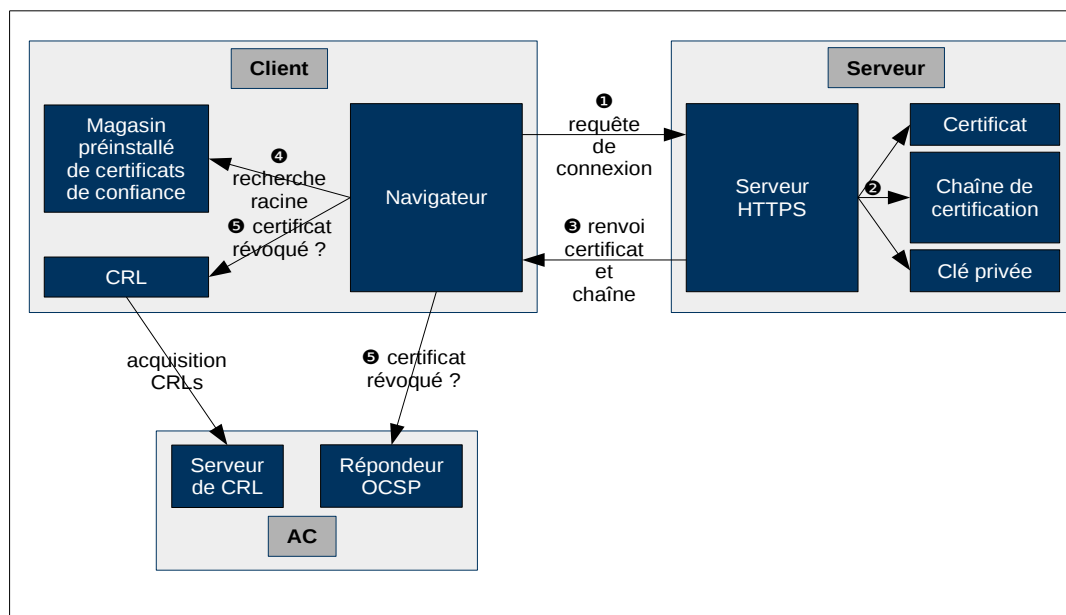 Client
Magasin
préinstallé
de certificats
de confiance
❹
recherche
racine
❺ certificat
révoqué ?
CRL
Navigateur
❶
requête
de
connexion
❸ renvoi
certificat
et
chaîne
Serveur
Serveur
HTTPS
❷
Certificat
Chaîne de
certification
Clé privée
acquisition
CRLs
❺ certificat
révoqué ?
Serveur
de CRL
Répondeur
OCSP
AC